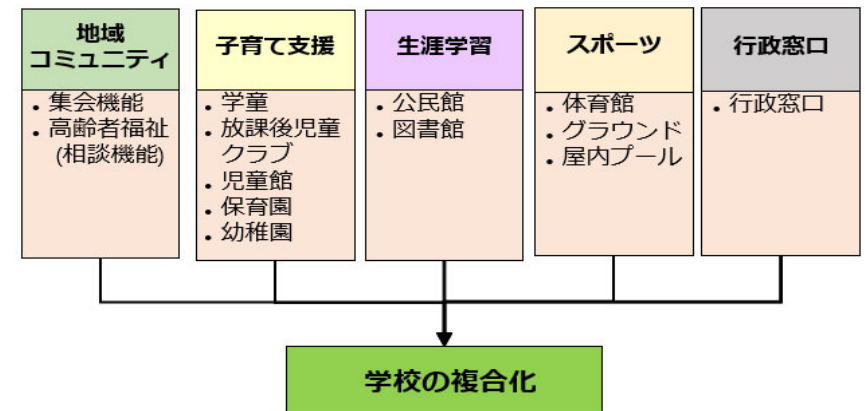 地域
コミュニティ
・集会機能
・高齢者福祉
(相談機能)
子育て支援
・学童
・放課後児童
クラブ
・児童館
・保育園
・幼稚園
生涯学習
・公民館
・図書館
スポーツ
・体育館
・グラウンド
・屋内プール
行政窓口
・行政窓口
学校の複合化